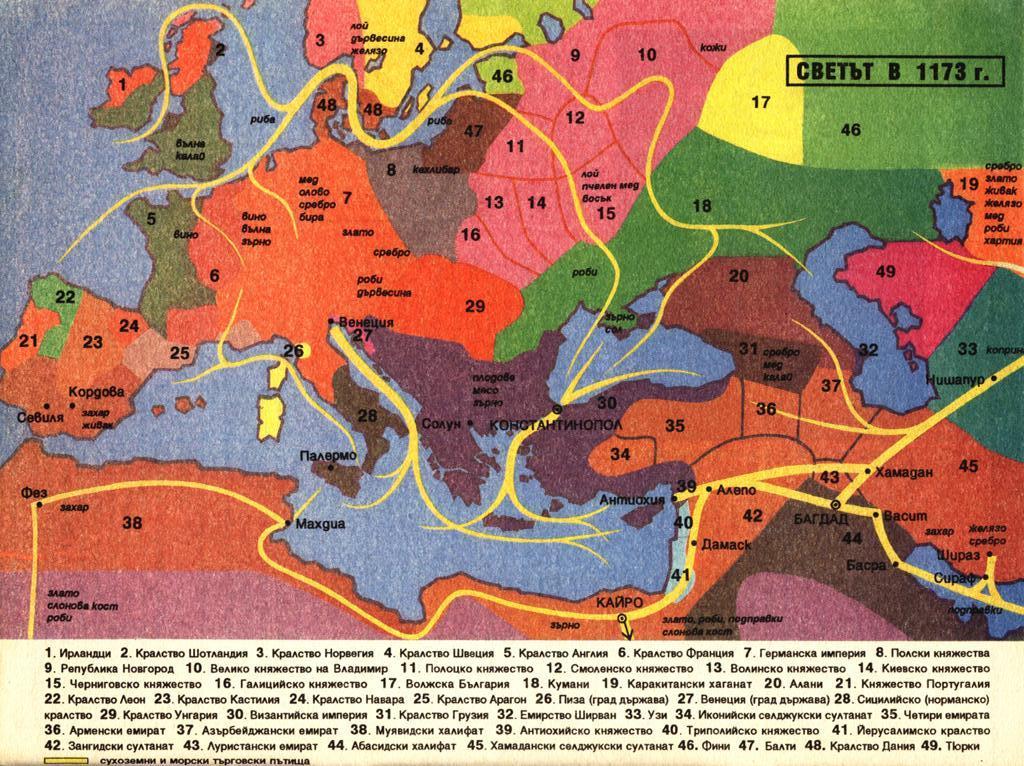 СВЕТЪТ В 1173 г.
1
2
3
лой
дървесина
желязо
4
9
10
кожи
17
46
46
12
11
47
48
48
риба
риба
вълна
калай
8
кехлибар
мед
олово
сребро
бира
7
злато
сребро
роби
дървесина
5
вино
вино
вълна
зърно
6
13
14
15
16
лой
пчелен мед
восък
18
19
сребро
злато
живак
желязо
мед
роби
хартия
49
20
роби
29
зърно
сол
22
21
23
24
25
26
27
Венеция
28
Кордова
Севиля
захар
живак
плодове
месо
зърно
Солун
КОНСТАНТИНОПОЛ
30
31
сребро
мед
калай
32
33
коприна
Нишапур
37
36
35
34
Палермо
Фез
захар
38
Махдиа
Антиохия
39
Алепо
40
42
Дамаск
41
43
БАГДАД
44
Хамадан
45
Васит
Басра
захар
желязо
сребро
Шираз
Сираф
подправки
злато
слонова кост
роби
КАЙРО
зърно
злато, роби, подправки
слонова кост
1. Ирландци 2. Кралство Шотландия 3. Кралство Норвегия 4. Кралство Швеция 5. Кралство Англия 6. Кралство Франция 7. Германска империя 8. Полски княжества
9. Република Новгород 10. Велико княжество на Владимир 11. Полоцко княжество 12. Смоленско княжество 13. Волинско княжество 14. Киевско княжество
15. Черниговско княжество 16. Галицийско княжество 17. Волжска България 18. Кумани 19. Каракитански хаганат 20. Алани 21. Княжество Португалия
22. Кралство Леон 23. Кралство Кастилия 24. Кралство Навара 25. Кралство Арагон 26. Пиза (град държава) 27. Венеция (град държава) 28. Сицилийско (норманско)
кралство 29. Кралство Унгария 30. Византийска империя 31. Кралство Грузия 32. Емирство Ширван 33. Узи 34. Иконийски селджукски султанат 35. Четири емирата
36. Арменски емират 37. Азърбейджански емират 38. Муявидски халифат 39. Антиохийско княжество 40. Триполийско княжество 41. Йерусалимско кралство
42. Зангидски султанат 43. Луристански емират 44. Абасидски халифат 45. Хамадански селджукски султанат 46. Фини 47. Балти 48. Кралство Дания 49. Тюрки
сухоземни и морски търговски пътища